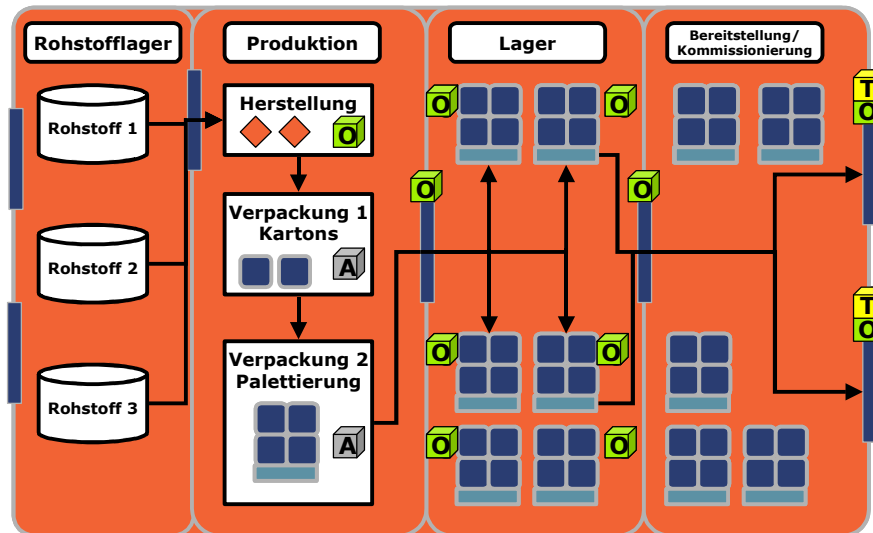 Rohstofflager
Produktion
Lager
Bereitstellung/
Kommissionierung
Rohstoff 1
Rohstoff 2
Rohstoff 3
Herstellung
O
Verpackung 1
Kartons
A
Verpackung 2
Palettierung
A
O
O
O
O
O
O
O
O
O
T
O
T
O